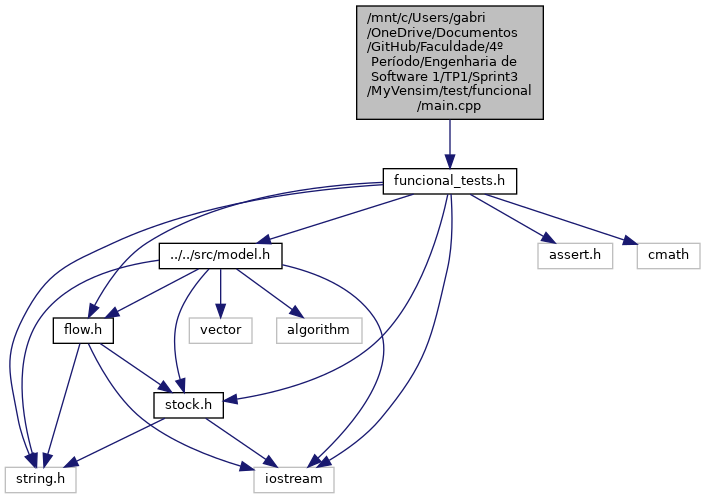 /mnt/c/Users/gabri
/OneDrive/Documentos
/GitHub/Faculdade/4º
Período/Engenharia de
Software 1/TP1/Sprint3
/MyVensim/test/funcional
/main.cpp
funcional_tests.h
../../src/model.h
assert.h
cmath
flow.h
vector
algorithm
stock.h
string.h
iostream